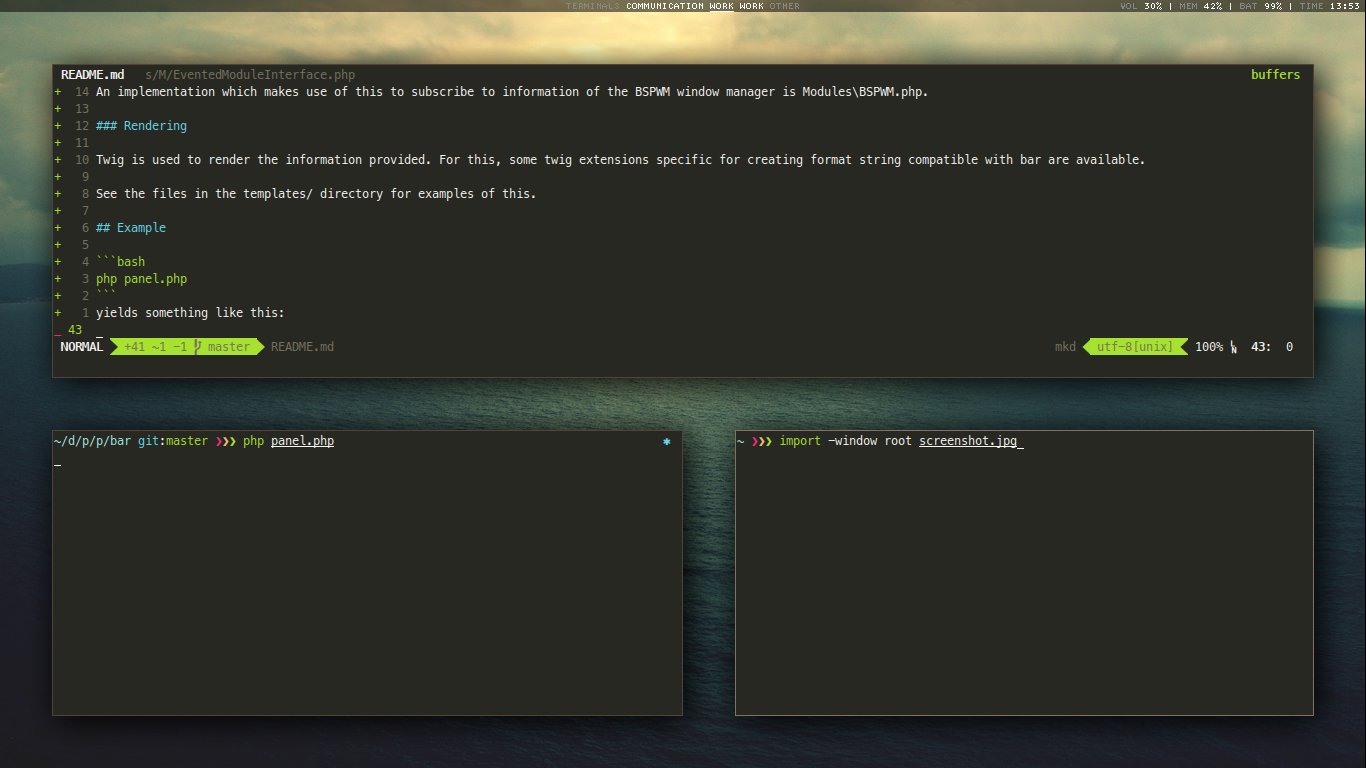 TERMINALS COMMUNICATION WORK WORK OTHER VOL 30% | MEM 42% | BAT 99% | TIME 13:53
README.md s/M/EventedModuleInterface.php buffers
+ 14 An implementation which makes use of this to subscribe to information of the BSPWM window manager is Modules\BSPWM.php.
+ 13
+ 12 ### Rendering
+ 11
+ 10 Twig is used to render the information provided. For this, some twig extensions specific for creating format string compatible with bar are available.
+ 9
+ 8 See the files in the templates/ directory for examples of this.
+ 7
+ 6 ## Example
+ 5
+ 4 ```bash
+ 3 php panel.php
+ 2 ```
+ 1 yields something like this:
_ 43 _
NORMAL +41 ~1 -1 master README.md mkd utf-8[unix] 100% LN 43: 0
~/d/p/p/bar git:master ❯❯❯ php panel.php *
_
~ ❯❯❯ import -window root screenshot.jpg_